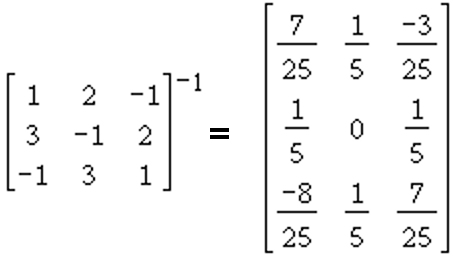 [ 1 2 -1 ]⁻¹ = [ 7/25 1/5 -3/25 ]
[ 3 -1 2 ] [ 1/5 0 1/5 ]
[ -1 3 1 ] [ -8/25 1/5 7/25 ]